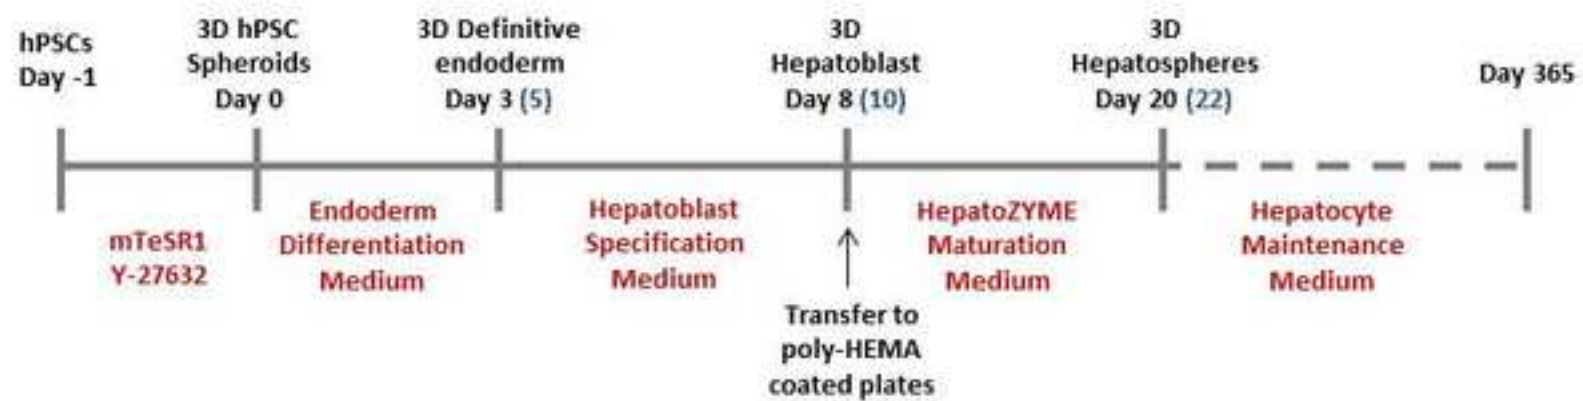 hPSCs
Day -1
3D hPSC
Spheroids
Day 0
3D Definitive
endoderm
Day 3 (5)
3D
Hepatoblast
Day 8 (10)
3D
Hepatospheres
Day 20 (22)
Day 365
mTeSR1
Y-27632
Endoderm
Differentiation
Medium
Hepatoblast
Specification
Medium
HepatoZYME
Maturation
Medium
Hepatocyte
Maintenance
Medium
Transfer to
poly-HEMA
coated plates